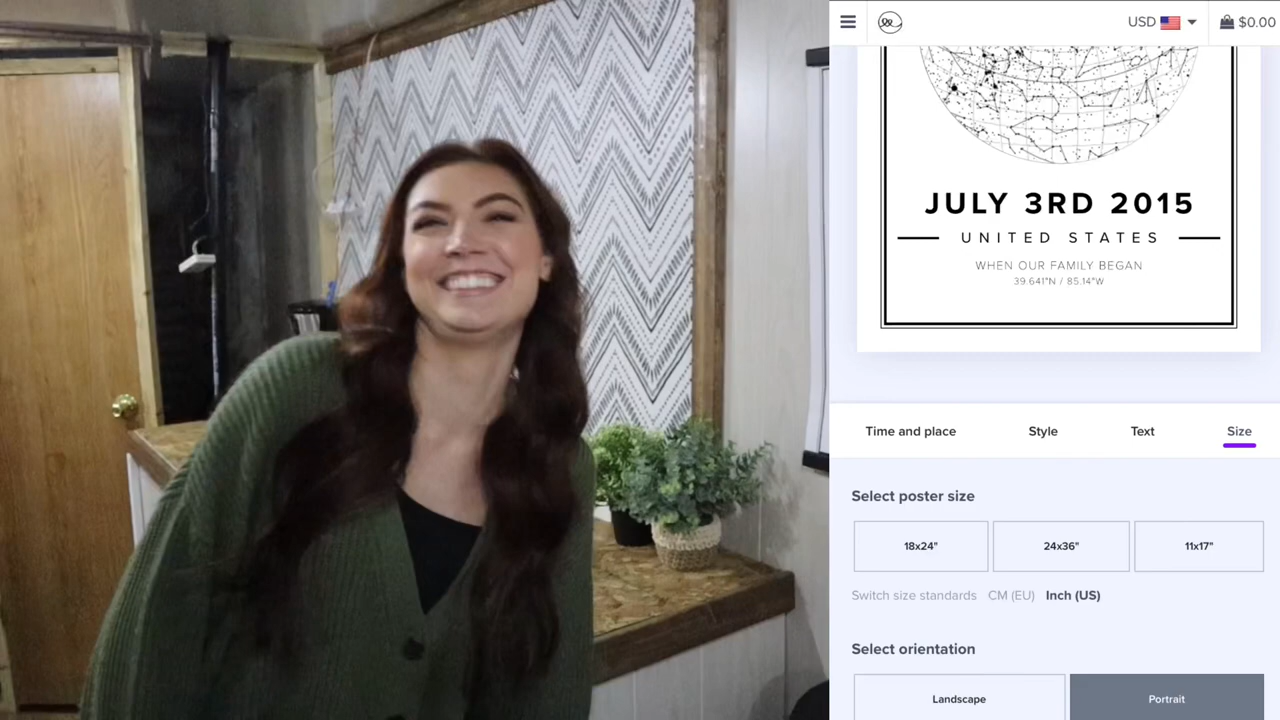 USD
$0.00
JULY 3RD 2015
UNITED STATES
WHEN OUR FAMILY BEGAN
39.641°N / 85.14°W
Time and place
Style
Text
Size
Select poster size
18x24"
24x36"
11x17"
Switch size standards CM (EU) Inch (US)
Select orientation
Landscape
Portrait